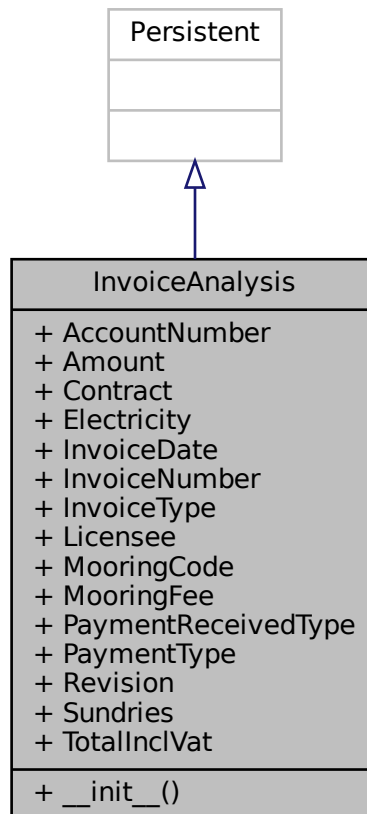 Persistent
InvoiceAnalysis
+ AccountNumber
+ Amount
+ Contract
+ Electricity
+ InvoiceDate
+ InvoiceNumber
+ InvoiceType
+ Licensee
+ MooringCode
+ MooringFee
+ PaymentReceivedType
+ PaymentType
+ Revision
+ Sundries
+ TotalInclVat
+ __init__()